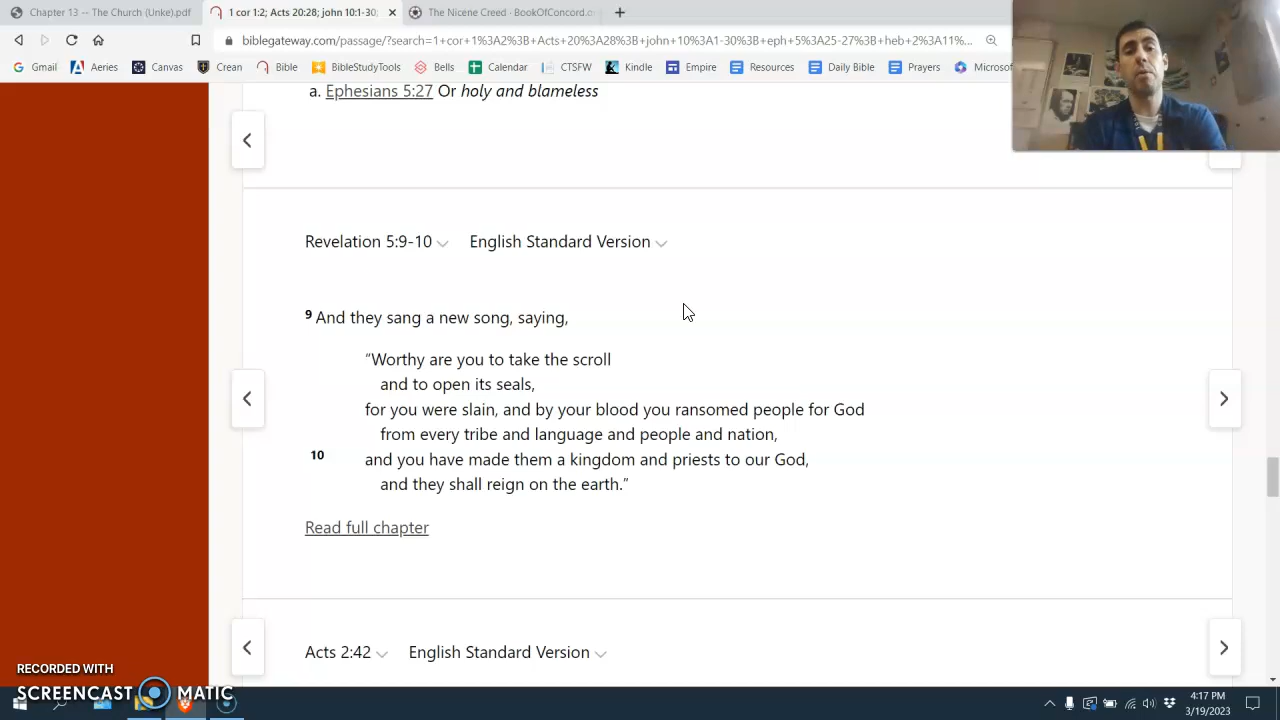 Chapter 13 -- The Church (Unke).pdf
1 cor 1:2; Acts 20:28; john 10:1-30;
The Nicene Creed - BookOfConcord.o
biblegateway.com/passage/?search=1+cor+1%3A2%3B+Acts+20%3A28%3B+john+10%3A1-30%3B+eph+5%3A25-27%3B+heb+2%3A11%...
Gmail
Aeries
Canvas
Crean
Bible
BibleStudyTools
Bells
Calendar
CTSFW
Kindle
Empire
Resources
Daily Bible
Prayers
Microsof
a. Ephesians 5:27 Or holy and blameless
Revelation 5:9-10 English Standard Version
9 And they sang a new song, saying,
“Worthy are you to take the scroll
and to open its seals,
for you were slain, and by your blood you ransomed people for God
from every tribe and language and people and nation,
10 and you have made them a kingdom and priests to our God,
and they shall reign on the earth.”
Read full chapter
Acts 2:42 English Standard Version
RECORDED WITH
SCREENCAST MATIC
4:17 PM
3/19/2023